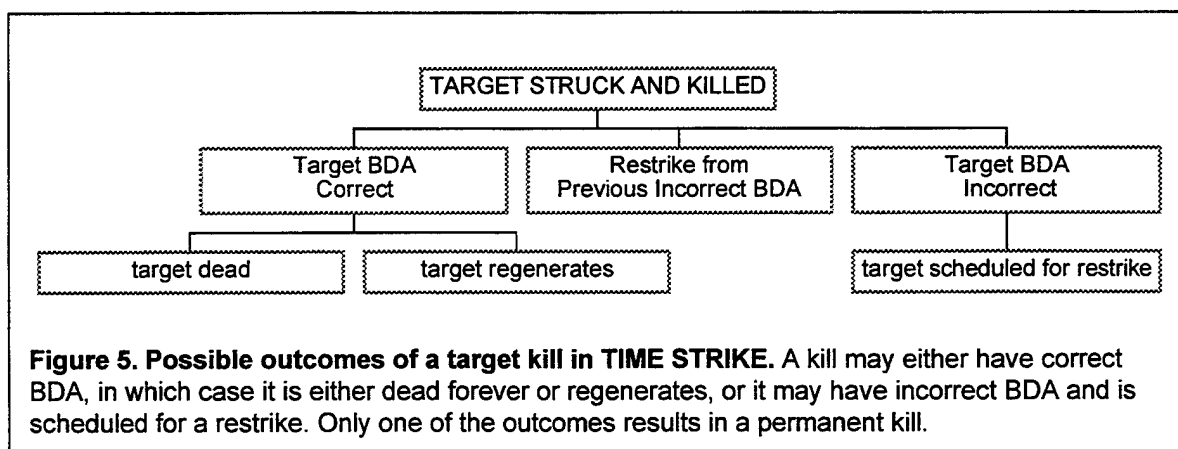 TARGET STRUCK AND KILLED
Target BDA
Correct
Restrike from
Previous Incorrect BDA
Target BDA
Incorrect
target dead
target regenerates
target scheduled for restrike
Figure 5. Possible outcomes of a target kill in TIME STRIKE. A kill may either have correct
BDA, in which case it is either dead forever or regenerates, or it may have incorrect BDA and is
scheduled for a restrike. Only one of the outcomes results in a permanent kill.